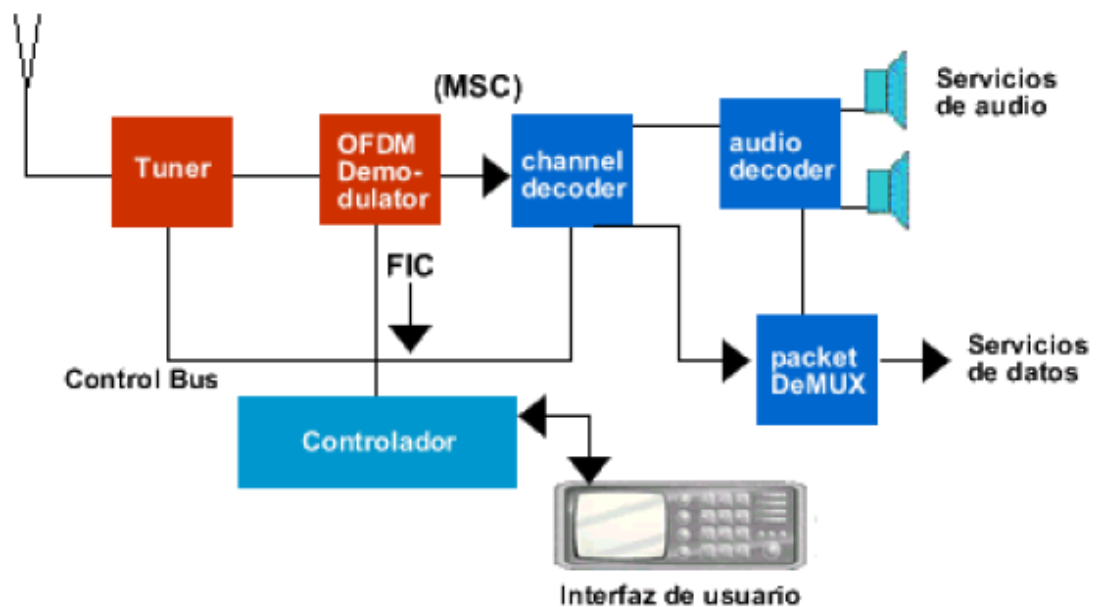 (MSC)
Servicios
de audio
Tuner
OFDM
Demo-
dulator
channel
decoder
audio
decoder
FIC
Control Bus
packet
DeMUX
Servicios
de datos
Controlador
Interfaz de usuario